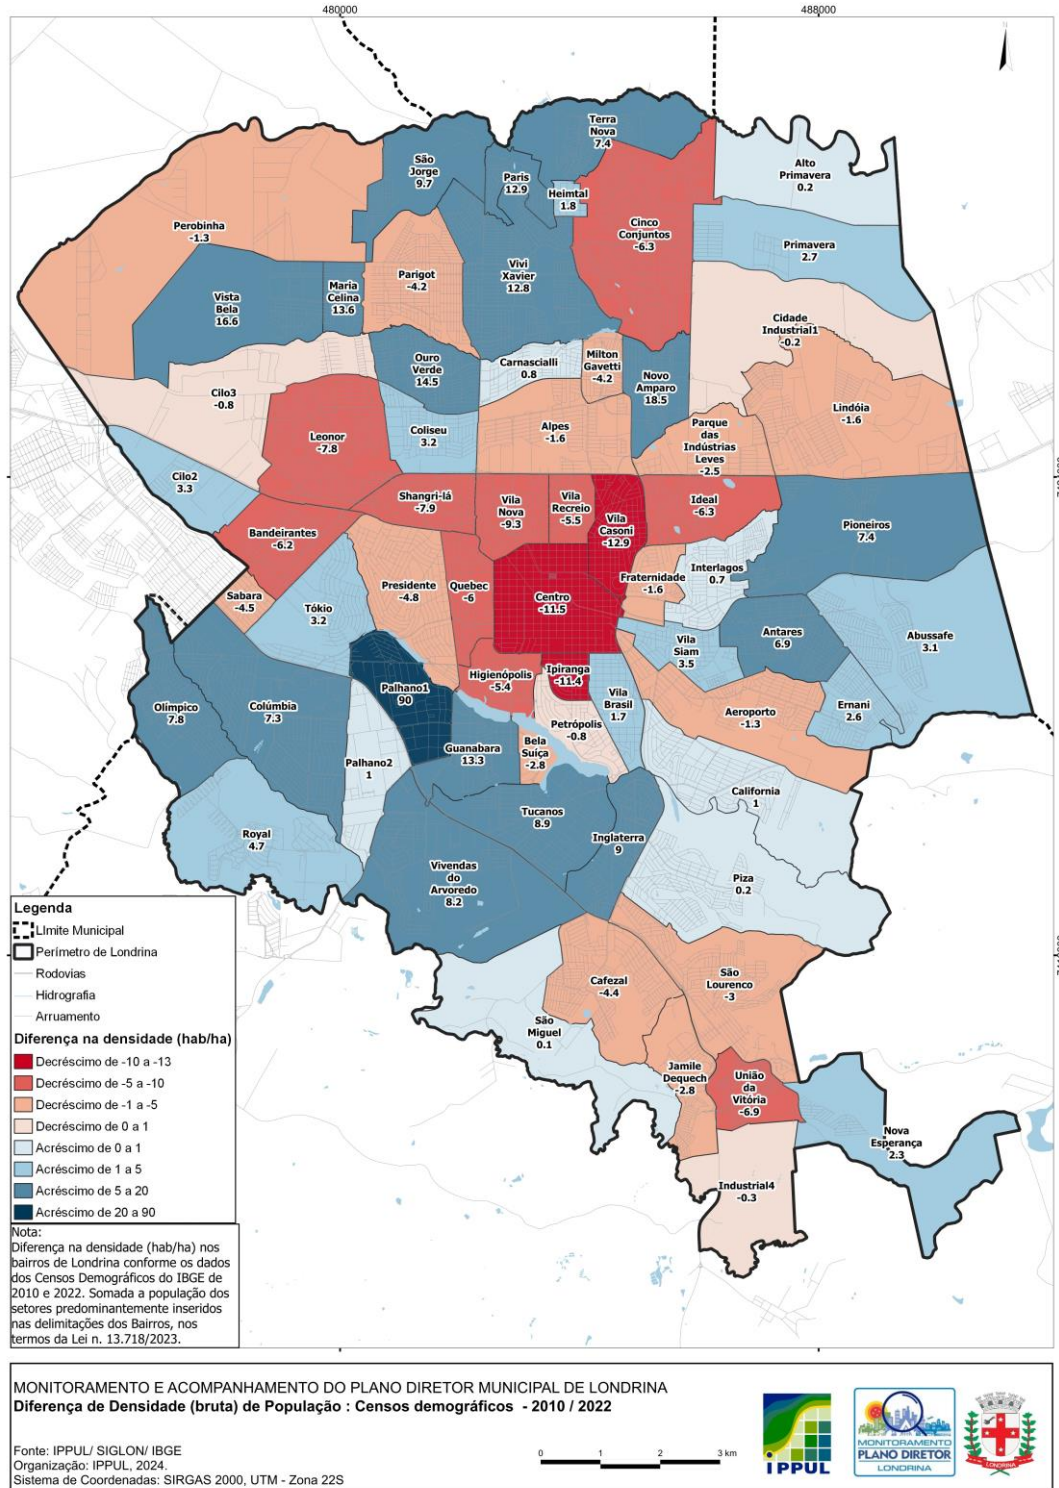 480000
488000
Terra
Nova
7.4
São
Jorge
9.7
Paris
12.9
Heimtal
1.8
Alto
Primavera
0.2
Perobinha
-1.3
Cinco
Conjuntos
-6.3
Primavera
2.7
Vista
Bela
16.6
Maria
Celina
13.6
Parigot
-4.2
Vivi
Xavier
12.8
Cidade
Industrial1
-0.2
Cilo3
-0.8
Ouro
Verde
14.5
Carnascialli
0.8
Milton
Gavetti
-4.2
Novo
Amparo
18.5
Lindóia
-1.6
Leonor
-7.8
Coliseu
3.2
Alpes
-1.6
Parque
das
Indústrias
Leves
-2.5
Cilo2
3.3
Shangri-lá
-7.9
Vila
Nova
-9.3
Vila
Recreio
-5.5
Vila
Casoni
-12.9
Ideal
-6.3
Pioneiros
7.4
Bandeirantes
-6.2
Sabara
-4.5
Tókio
3.2
Presidente
-4.8
Quebec
-6
Centro
-11.5
Fraternidade
-1.6
Interlagos
0.7
Vila
Siam
3.5
Antares
6.9
Abussafe
3.1
Olímpico
7.8
Colúmbia
7.3
Palhano1
90
Higienópolis
-5.4
Ipiranga
-11.4
Vila
Brasil
1.7
Aeroporto
-1.3
Ernani
2.6
Palhano2
1
Guanabara
13.3
Bela
Suíça
-2.8
Petrópolis
-0.8
California
1
Royal
4.7
Tucanos
8.9
Inglaterra
9
Vivendas
do
Arvoredo
8.2
Piza
0.2
Cafezal
-4.4
São
Lourenco
-3
São
Miguel
0.1
Jamile
Dequech
-2.8
União
da
Vitória
-6.9
Nova
Esperança
2.3
Industrial4
-0.3
Legenda
LImite Municipal
Perímetro de Londrina
Rodovias
Hidrografia
Arruamento
Diferença na densidade (hab/ha)
Decréscimo de -10 a -13
Decréscimo de -5 a -10
Decréscimo de -1 a -5
Decréscimo de 0 a 1
Acréscimo de 0 a 1
Acréscimo de 1 a 5
Acréscimo de 5 a 20
Acréscimo de 20 a 90
Nota:
Diferença na densidade (hab/ha) nos
bairros de Londrina conforme os dados
dos Censos Demográficos do IBGE de
2010 e 2022. Somada a população dos
setores predominantemente inseridos
nas delimitações dos Bairros, nos
termos da Lei n. 13.718/2023.
MONITORAMENTO E ACOMPANHAMENTO DO PLANO DIRETOR MUNICIPAL DE LONDRINA
Diferença de Densidade (bruta) de População : Censos demográficos - 2010 / 2022
Fonte: IPPUL/ SIGLON/ IBGE
Organização: IPPUL, 2024.
Sistema de Coordenadas: SIRGAS 2000, UTM - Zona 22S
0 1 2 3 km
IPPUL
MONITORAMENTO
PLANO DIRETOR
LONDRINA
LONDRINA